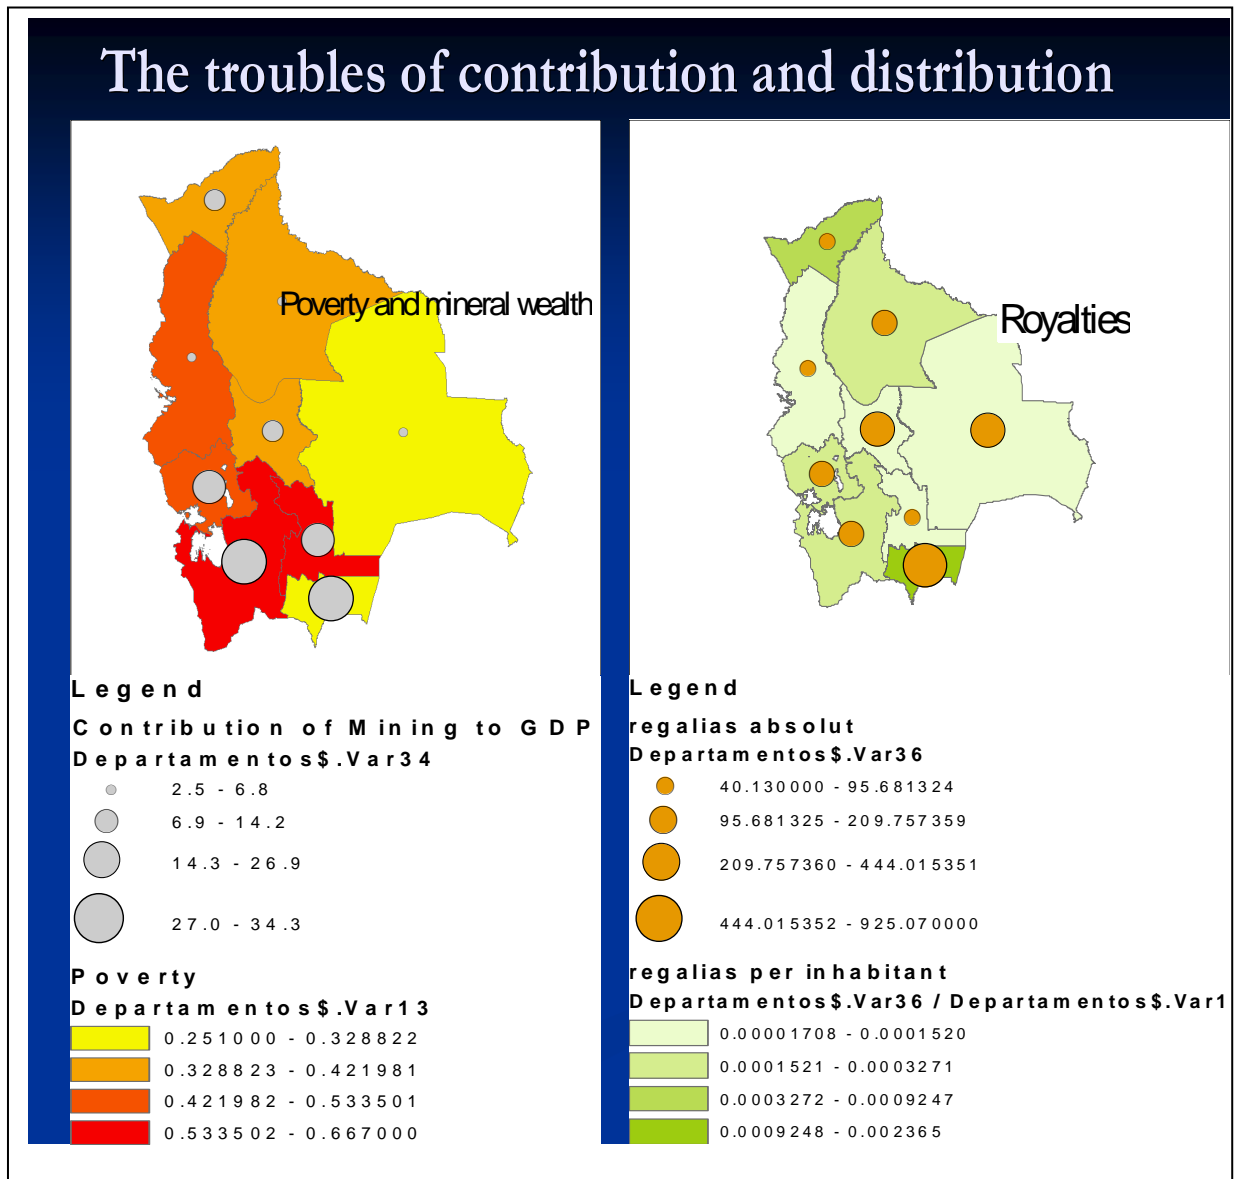 The troubles of contribution and distribution
Poverty and mineral wealth
Legend
Contribution of Mining to GDP
Departamentos$.Var34
2.5 - 6.8
6.9 - 14.2
14.3 - 26.9
27.0 - 34.3
Poverty
Departamentos$.Var13
0.251000 - 0.328822
0.328823 - 0.421981
0.421982 - 0.533501
0.533502 - 0.667000
Royalties
Legend
regalias absolut
Departamentos$.Var36
40.130000 - 95.681324
95.681325 - 209.757359
209.757360 - 444.015351
444.015352 - 925.070000
regalias per inhabitant
Departamentos$.Var36 / Departamentos$.Var1
0.00001708 - 0.0001520
0.0001521 - 0.0003271
0.0003272 - 0.0009247
0.0009248 - 0.002365